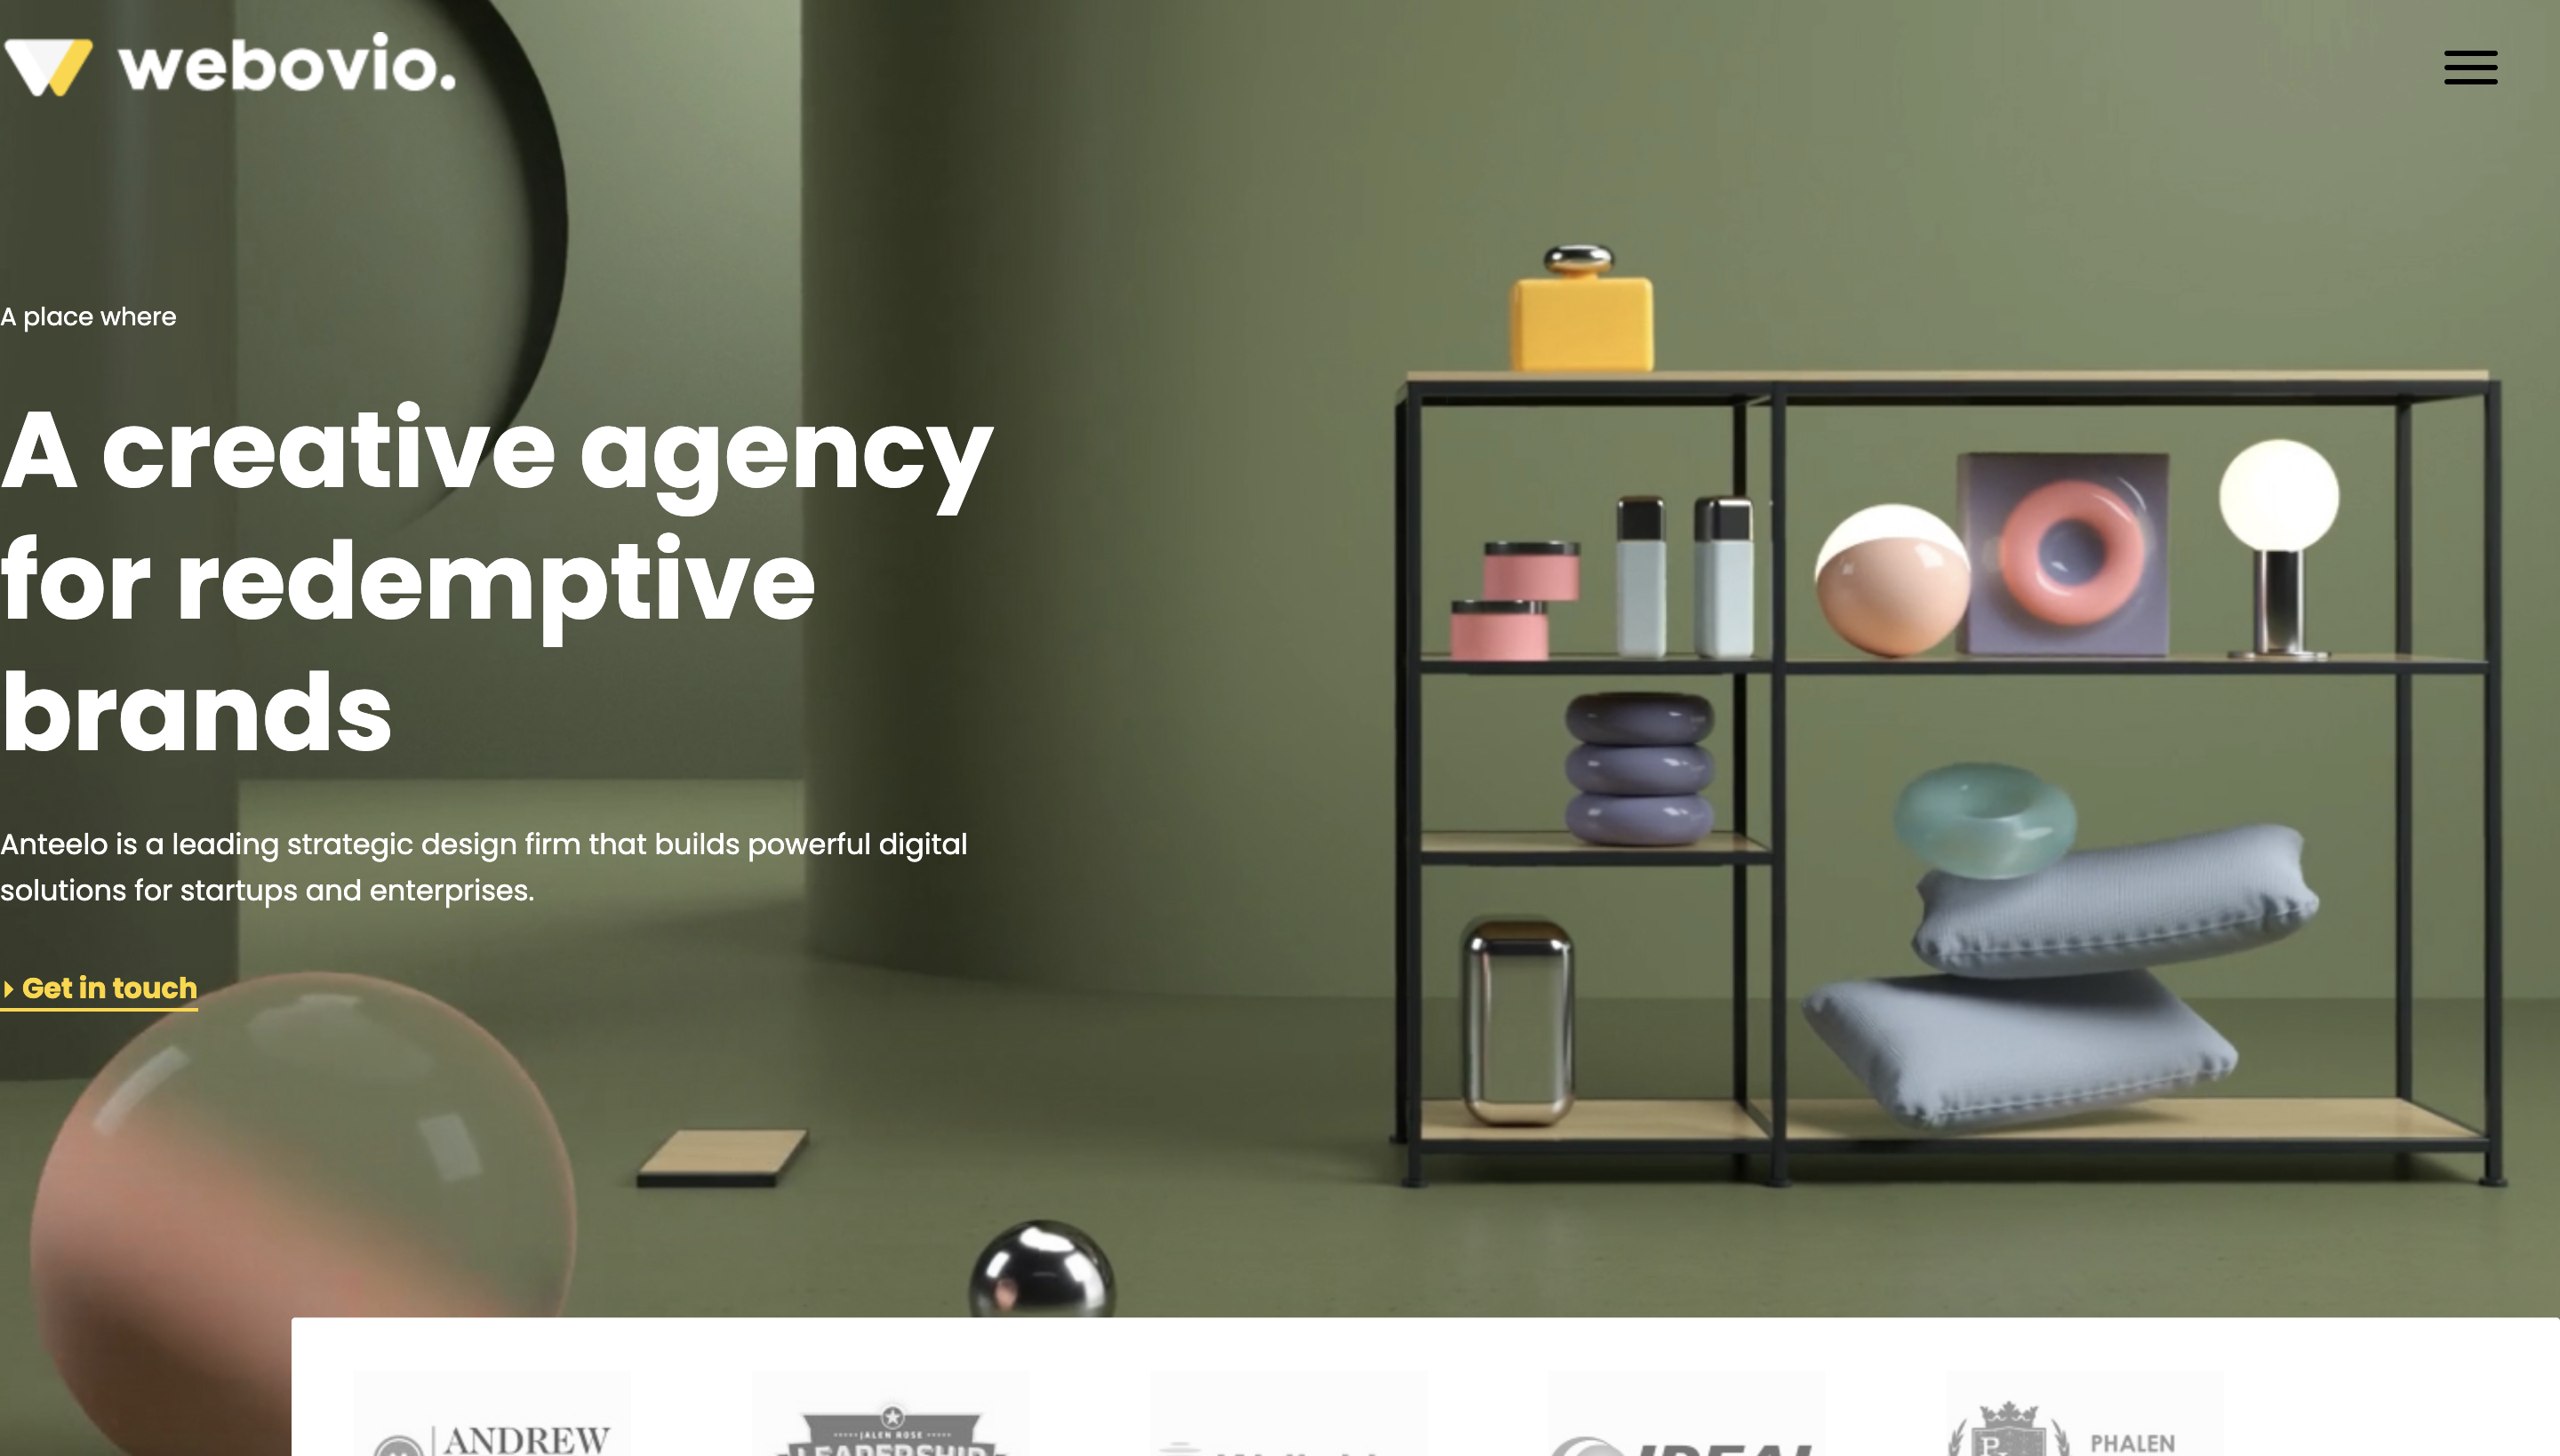 webovio.
A place where
A creative agency
for redemptive
brands
Anteelo is a leading strategic design firm that builds powerful digital
solutions for startups and enterprises.
Get in touch
ANDREW
JALEN ROSE
LEADERSHIP
IDEAL
PHALEN